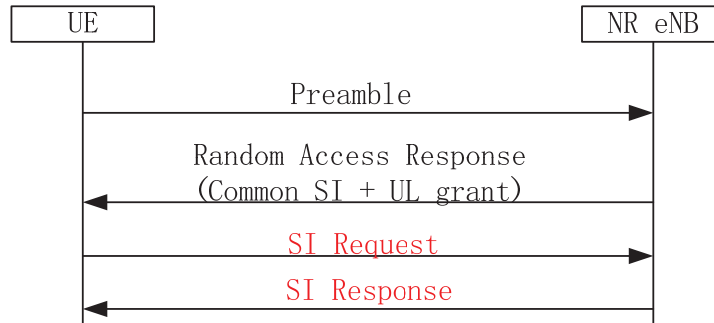 UE
NR eNB
Preamble
Random Access Response
(Common SI + UL grant)
SI Request
SI Response